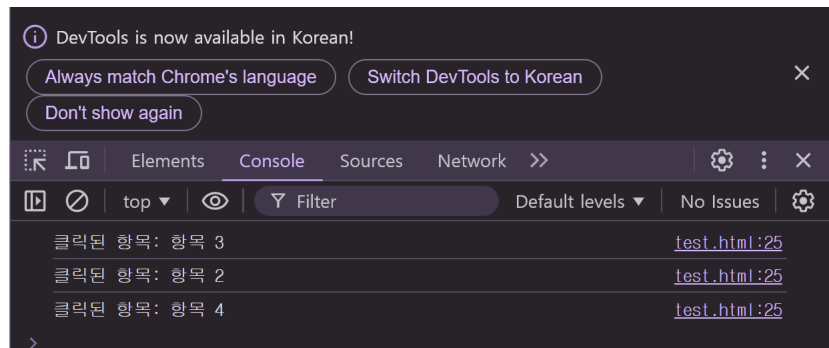 DevTools is now available in Korean!
Always match Chrome's language Switch DevTools to Korean
Don't show again
Elements Console Sources Network
top Filter Default levels No Issues
클릭된 항목: 항목 3 test.html:25
클릭된 항목: 항목 2 test.html:25
클릭된 항목: 항목 4 test.html:25